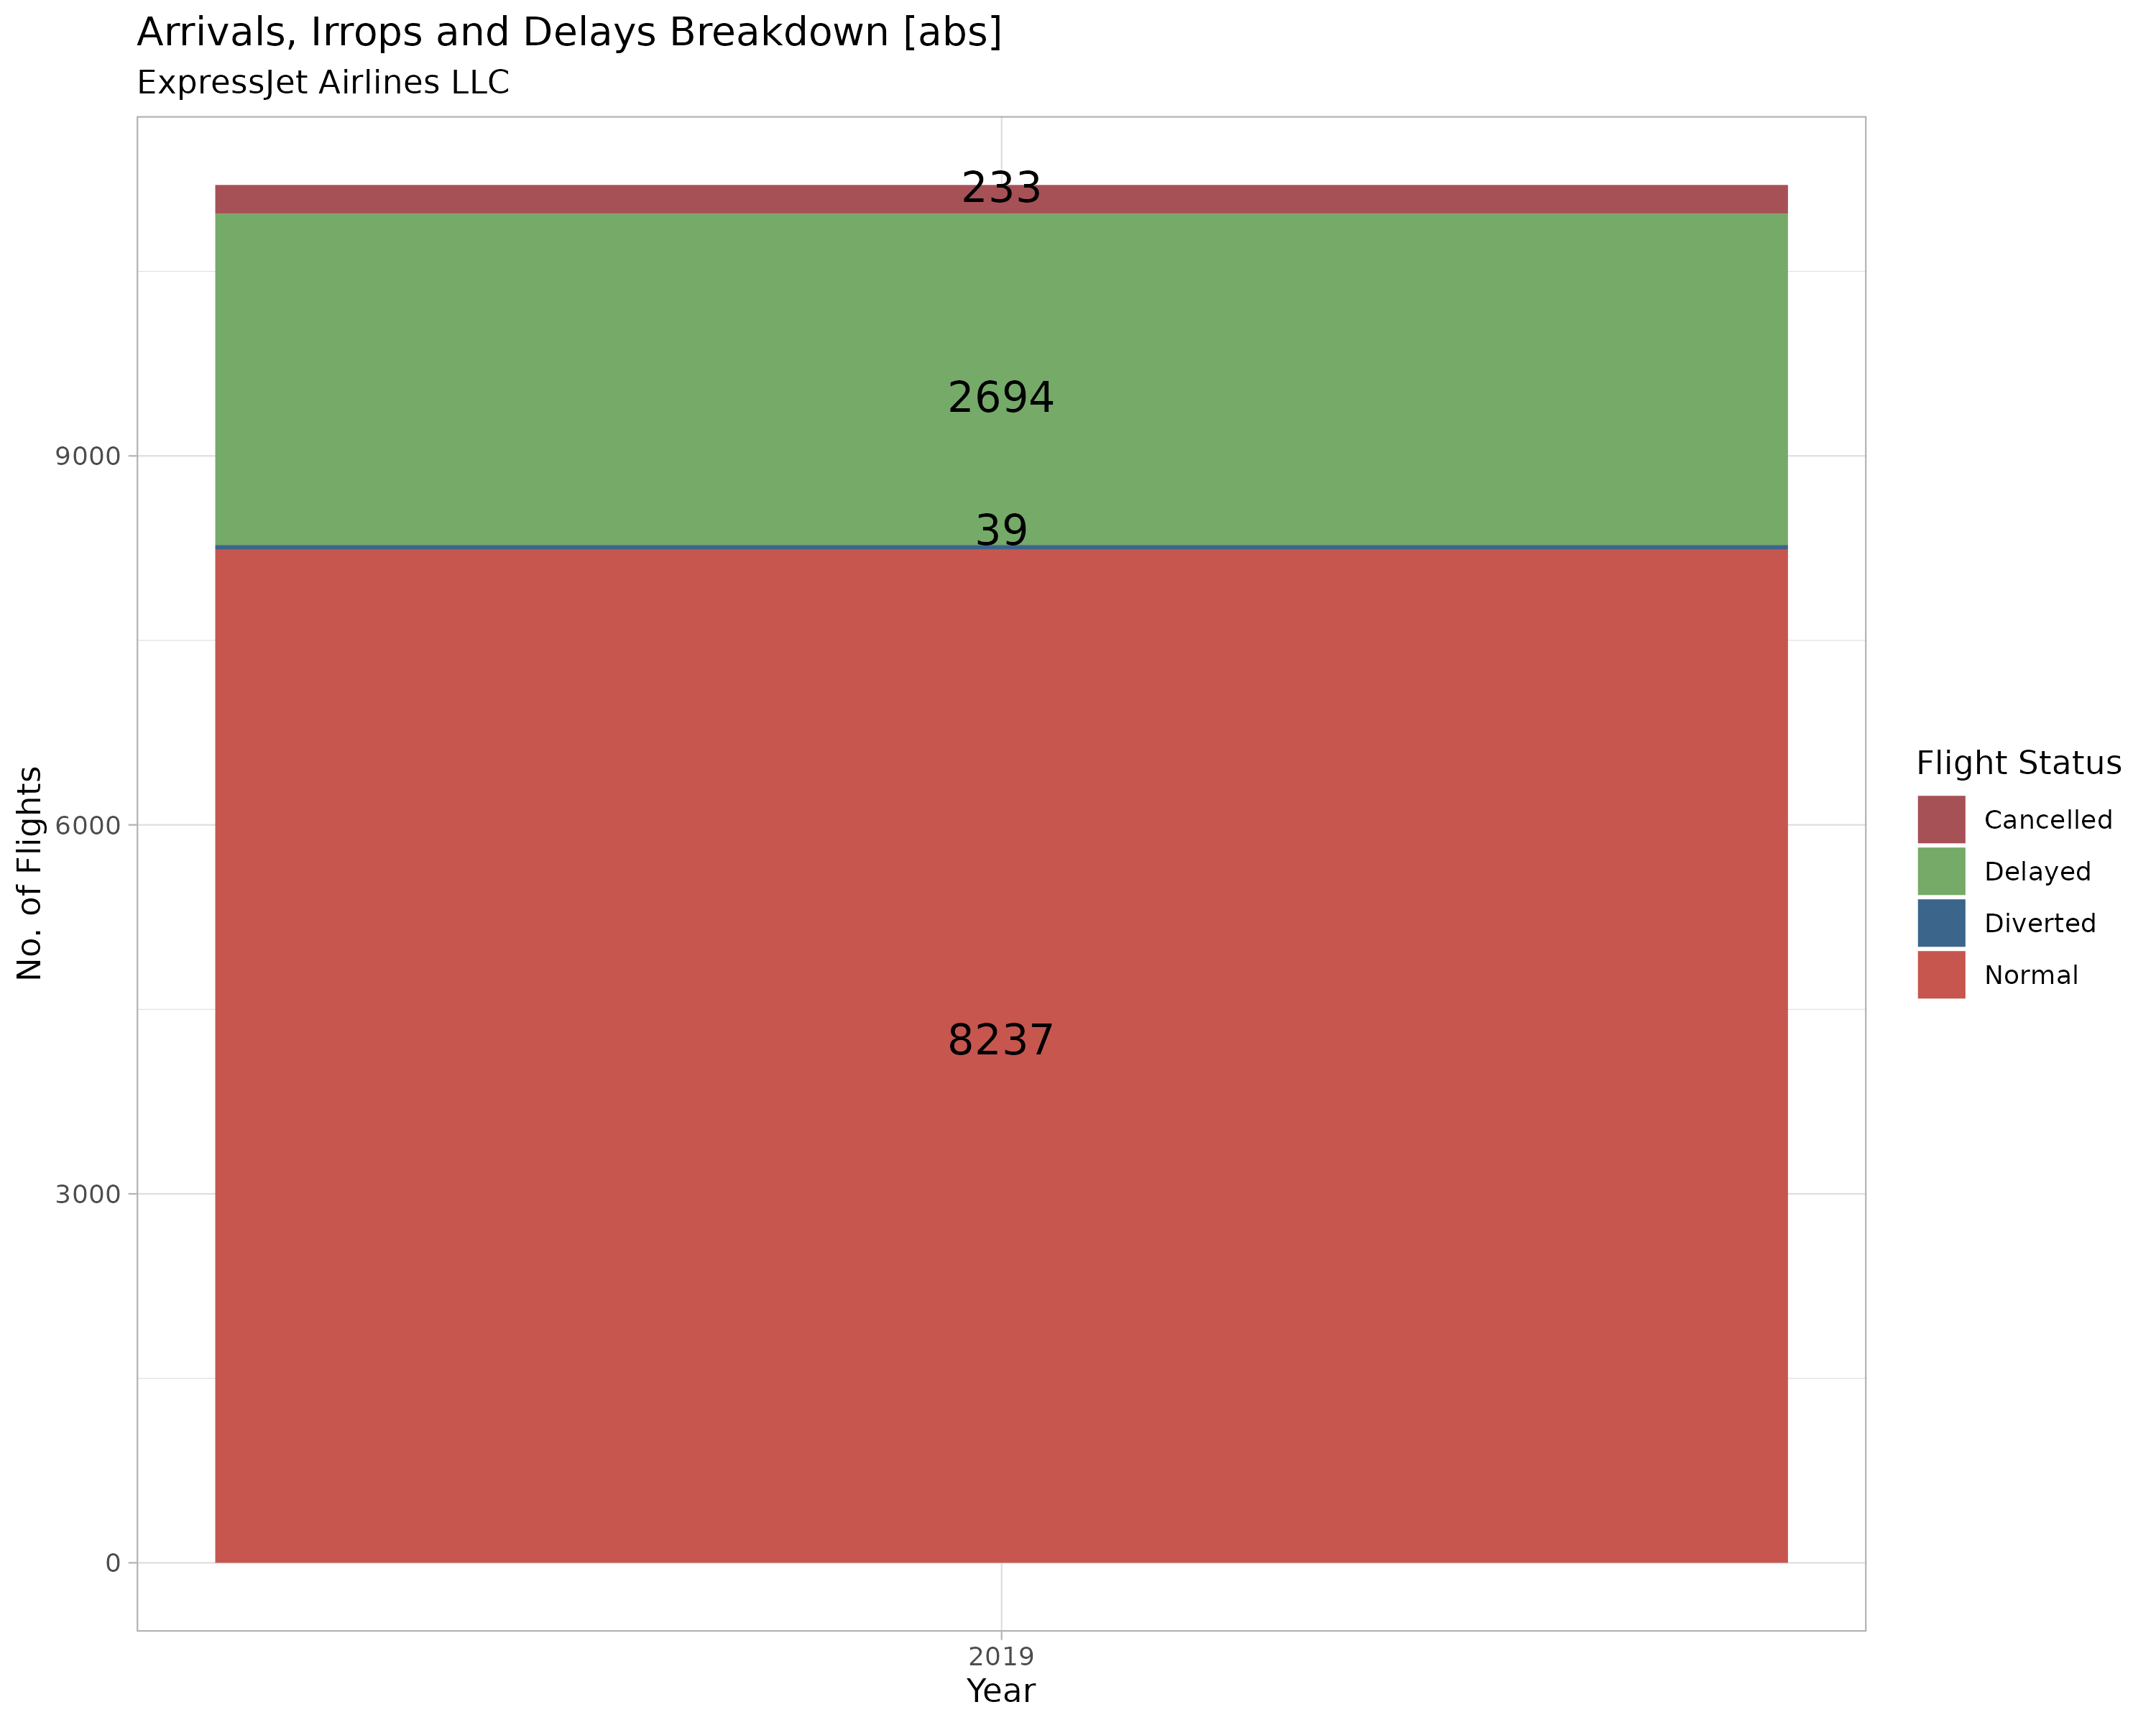 Arrivals, Irrops and Delays Breakdown [abs]
ExpressJet Airlines LLC
233
2694
39
8237
9000
6000
3000
0
No. of Flights
2019
Year
Flight Status
Cancelled
Delayed
Diverted
Normal